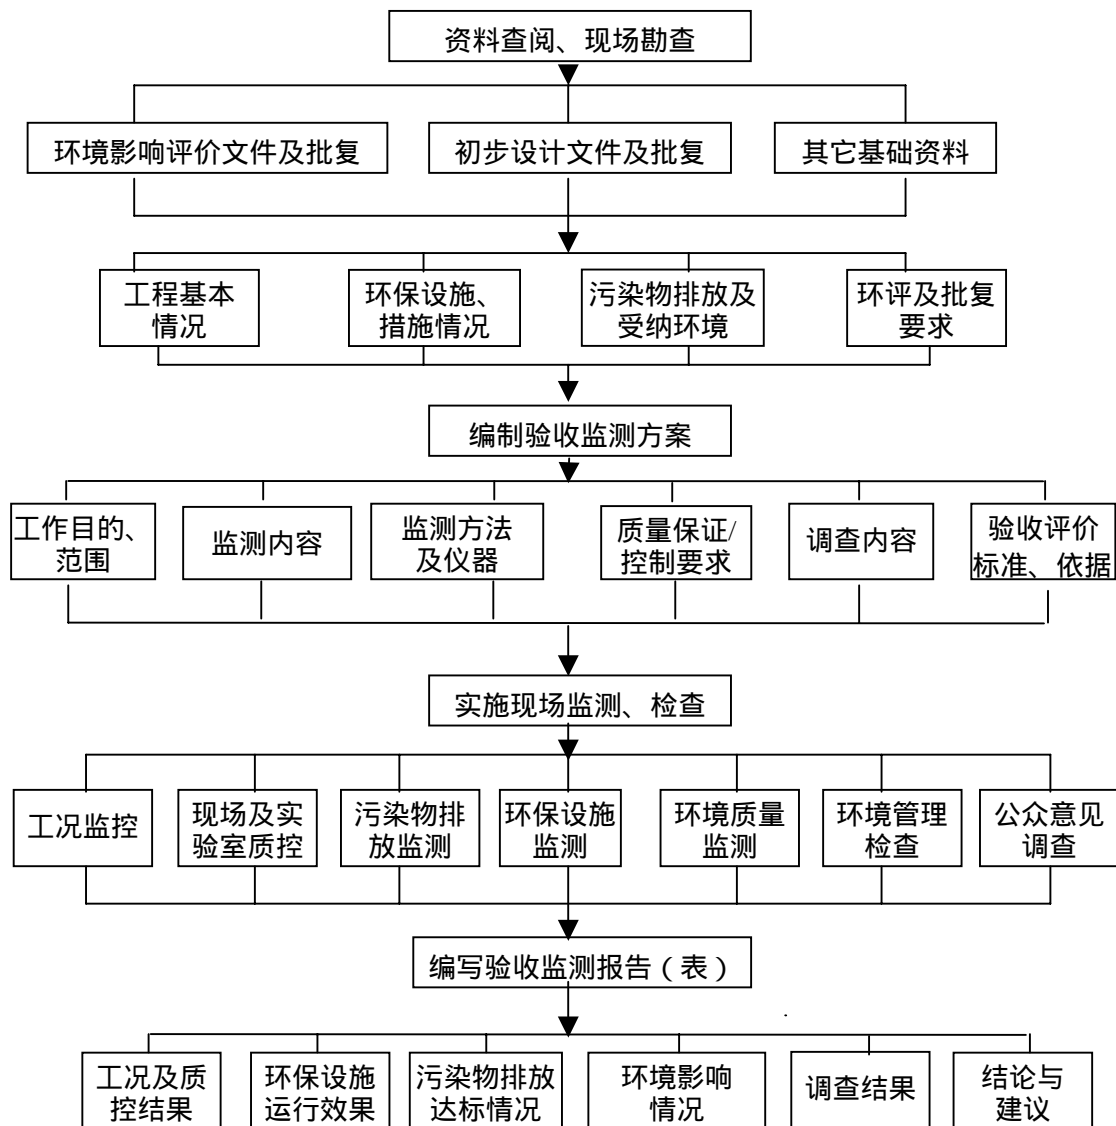 资料查阅、现场勘查
环境影响评价文件及批复
初步设计文件及批复
其它基础资料
工程基本
情况
环保设施、
措施情况
污染物排放及
受纳环境
环评及批复
要求
编制验收监测方案
工作目的、
范围
监测内容
监测方法
及仪器
质量保证/
控制要求
调查内容
验收评价
标准、依据
实施现场监测、检查
工况监控
现场及实
验室质控
污染物排
放监测
环保设施
监测
环境质量
监测
环境管理
检查
公众意见
调查
编写验收监测报告（表）
工况及质
控结果
环保设施
运行效果
污染物排放
达标情况
环境影响
情况
调查结果
结论与
建议